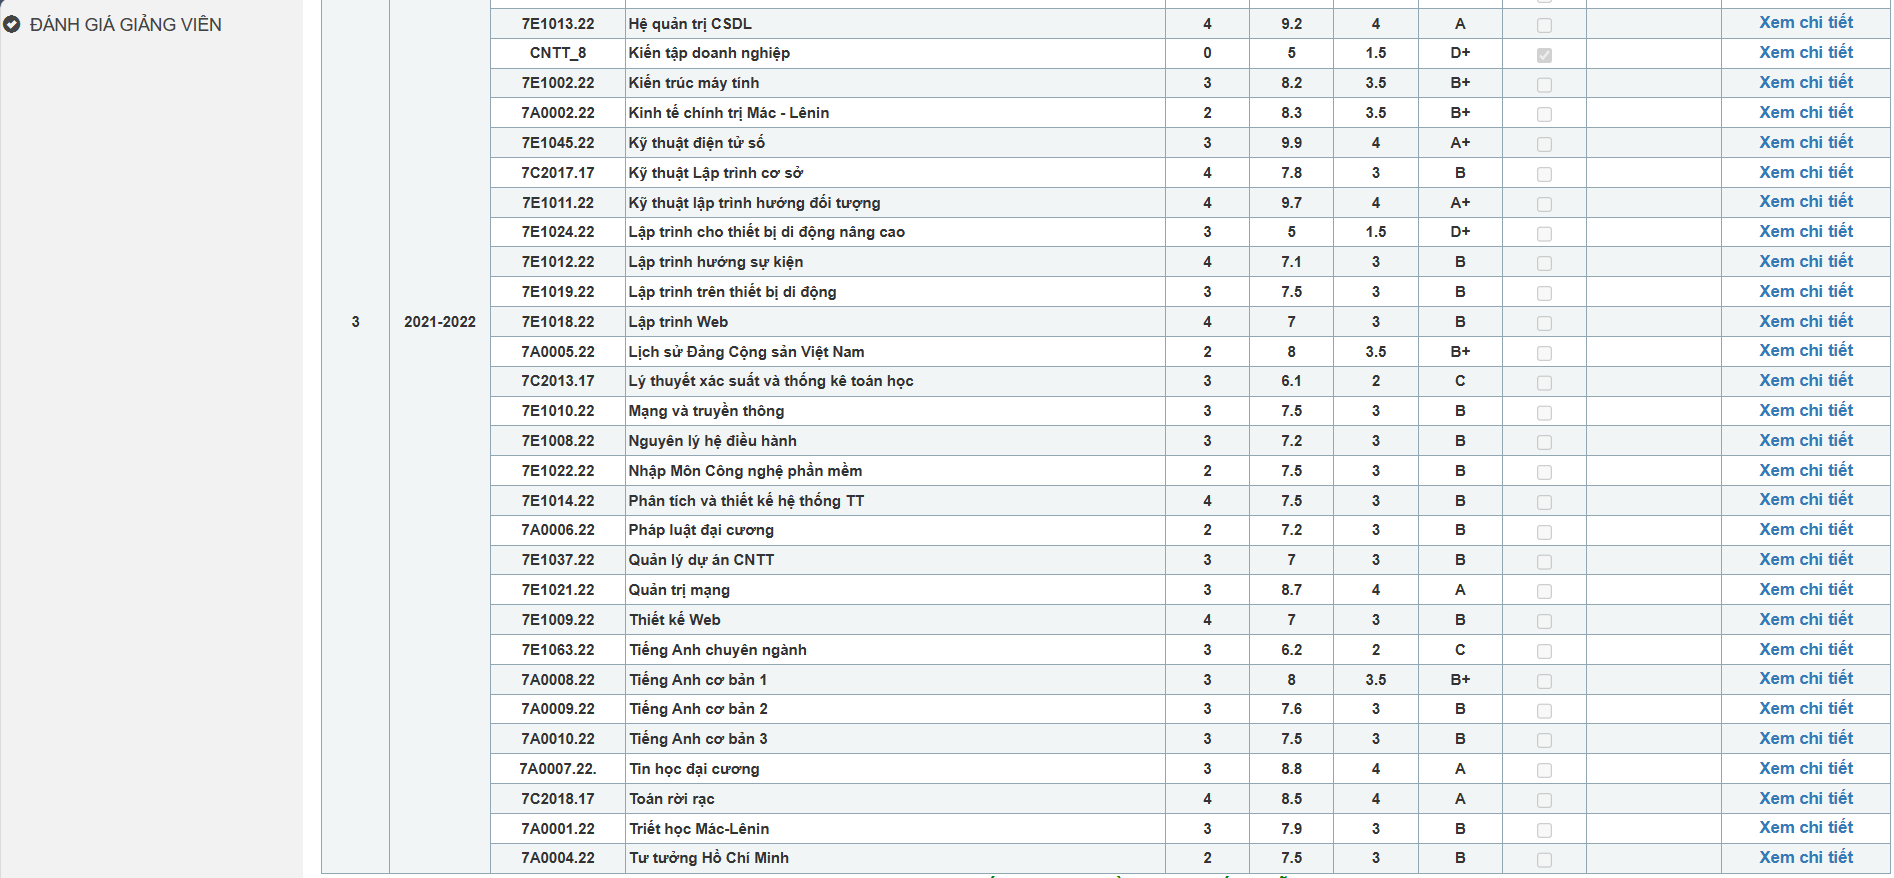 ĐÁNH GIÁ GIẢNG VIÊN
7E1013.22 Hệ quản trị CSDL 4 9.2 4 A Xem chi tiết
CNTT_8 Kiến tập doanh nghiệp 0 5 1.5 D+ Xem chi tiết
7E1002.22 Kiến trúc máy tính 3 8.2 3.5 B+ Xem chi tiết
7A0002.22 Kinh tế chính trị Mác - Lênin 2 8.3 3.5 B+ Xem chi tiết
7E1045.22 Kỹ thuật điện tử số 3 9.9 4 A+ Xem chi tiết
7C2017.17 Kỹ thuật Lập trình cơ sở 4 7.8 3 B Xem chi tiết
7E1011.22 Kỹ thuật lập trình hướng đối tượng 4 9.7 4 A+ Xem chi tiết
7E1024.22 Lập trình cho thiết bị di động nâng cao 3 5 1.5 D+ Xem chi tiết
7E1012.22 Lập trình hướng sự kiện 4 7.1 3 B Xem chi tiết
7E1019.22 Lập trình trên thiết bị di động 3 7.5 3 B Xem chi tiết
3 2021-2022 7E1018.22 Lập trình Web 4 7 3 B Xem chi tiết
7A0005.22 Lịch sử Đảng Cộng sản Việt Nam 2 8 3.5 B+ Xem chi tiết
7C2013.17 Lý thuyết xác suất và thống kê toán học 3 6.1 2 C Xem chi tiết
7E1010.22 Mạng và truyền thông 3 7.5 3 B Xem chi tiết
7E1008.22 Nguyên lý hệ điều hành 3 7.2 3 B Xem chi tiết
7E1022.22 Nhập Môn Công nghệ phần mềm 2 7.5 3 B Xem chi tiết
7E1014.22 Phân tích và thiết kế hệ thống TT 4 7.5 3 B Xem chi tiết
7A0006.22 Pháp luật đại cương 2 7.2 3 B Xem chi tiết
7E1037.22 Quản lý dự án CNTT 3 7 3 B Xem chi tiết
7E1021.22 Quản trị mạng 3 8.7 4 A Xem chi tiết
7E1009.22 Thiết kế Web 4 7 3 B Xem chi tiết
7E1063.22 Tiếng Anh chuyên ngành 3 6.2 2 C Xem chi tiết
7A0008.22 Tiếng Anh cơ bản 1 3 8 3.5 B+ Xem chi tiết
7A0009.22 Tiếng Anh cơ bản 2 3 7.6 3 B Xem chi tiết
7A0010.22 Tiếng Anh cơ bản 3 3 7.5 3 B Xem chi tiết
7A0007.22. Tin học đại cương 3 8.8 4 A Xem chi tiết
7C2018.17 Toán rời rạc 4 8.5 4 A Xem chi tiết
7A0001.22 Triết học Mác-Lênin 3 7.9 3 B Xem chi tiết
7A0004.22 Tư tưởng Hồ Chí Minh 2 7.5 3 B Xem chi tiết